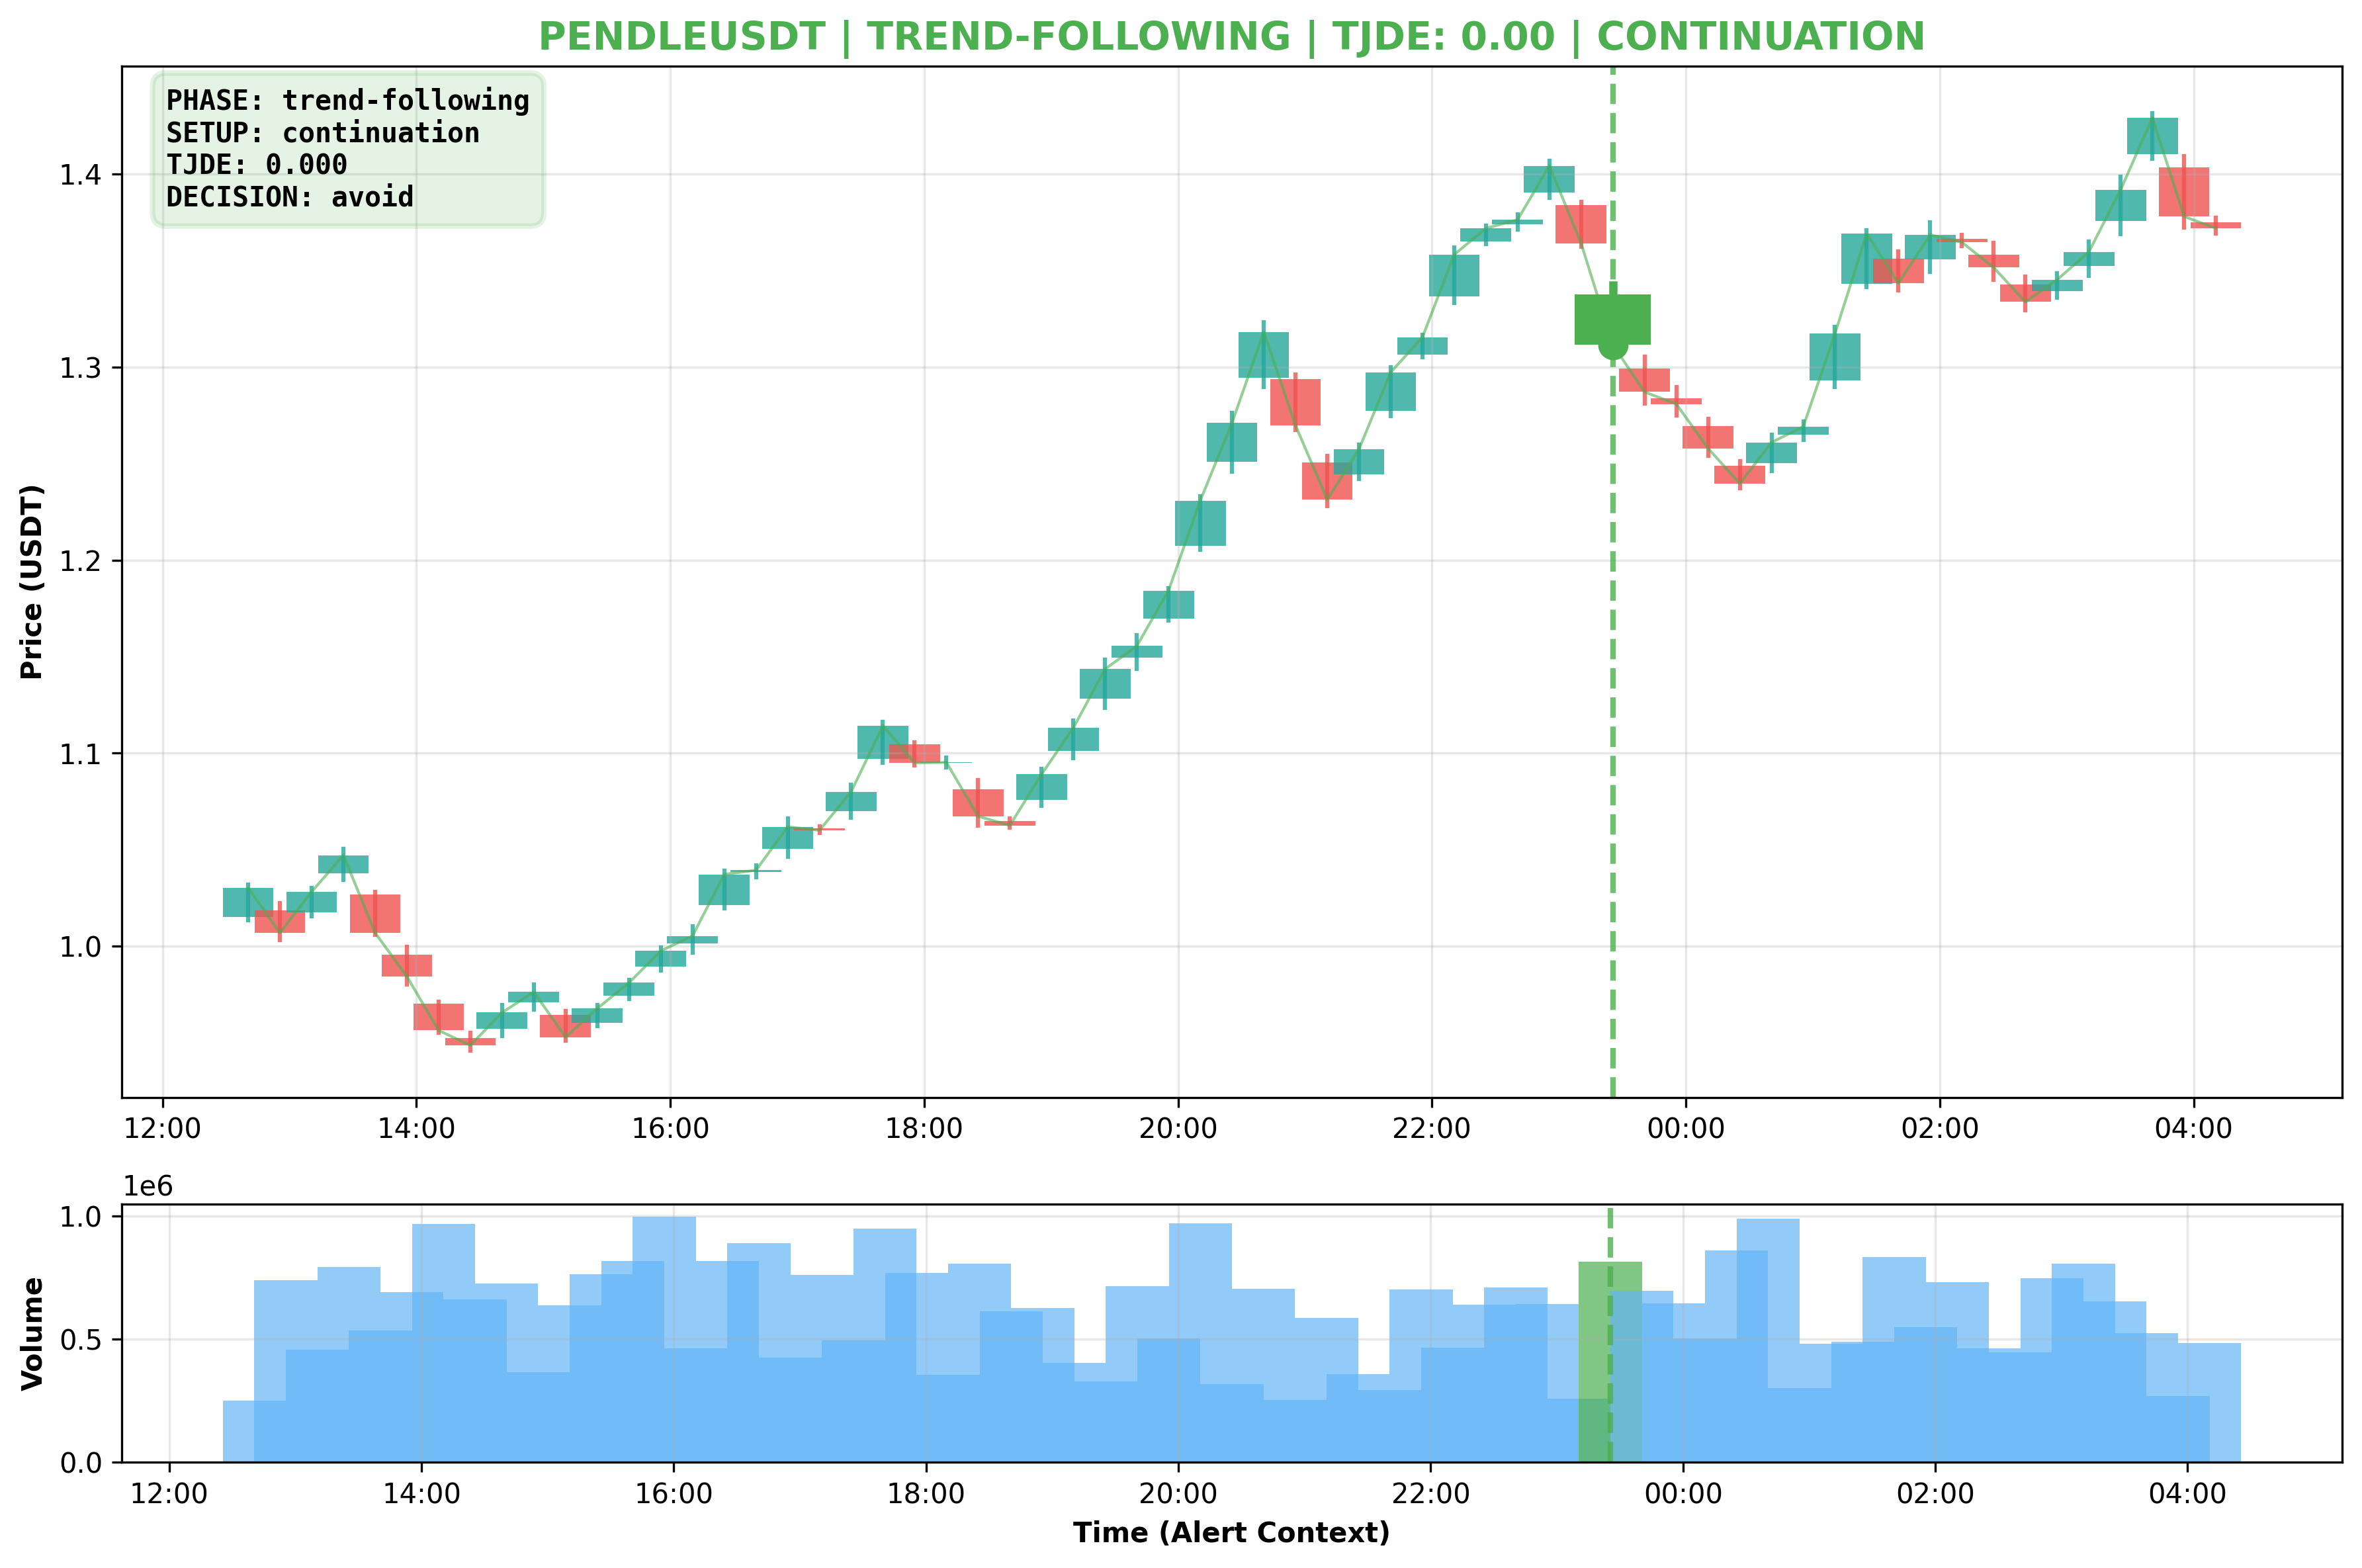 PENDLEUSDT | TREND-FOLLOWING | TJDE: 0.00 | CONTINUATION
PHASE: trend-following
SETUP: continuation
TJDE: 0.000
DECISION: avoid
Price (USDT)
1.4
1.3
1.2
1.1
1.0
12:00 14:00 16:00 18:00 20:00 22:00 00:00 02:00 04:00
1e6
Volume
1.0
0.5
0.0
12:00 14:00 16:00 18:00 20:00 22:00 00:00 02:00 04:00
Time (Alert Context)